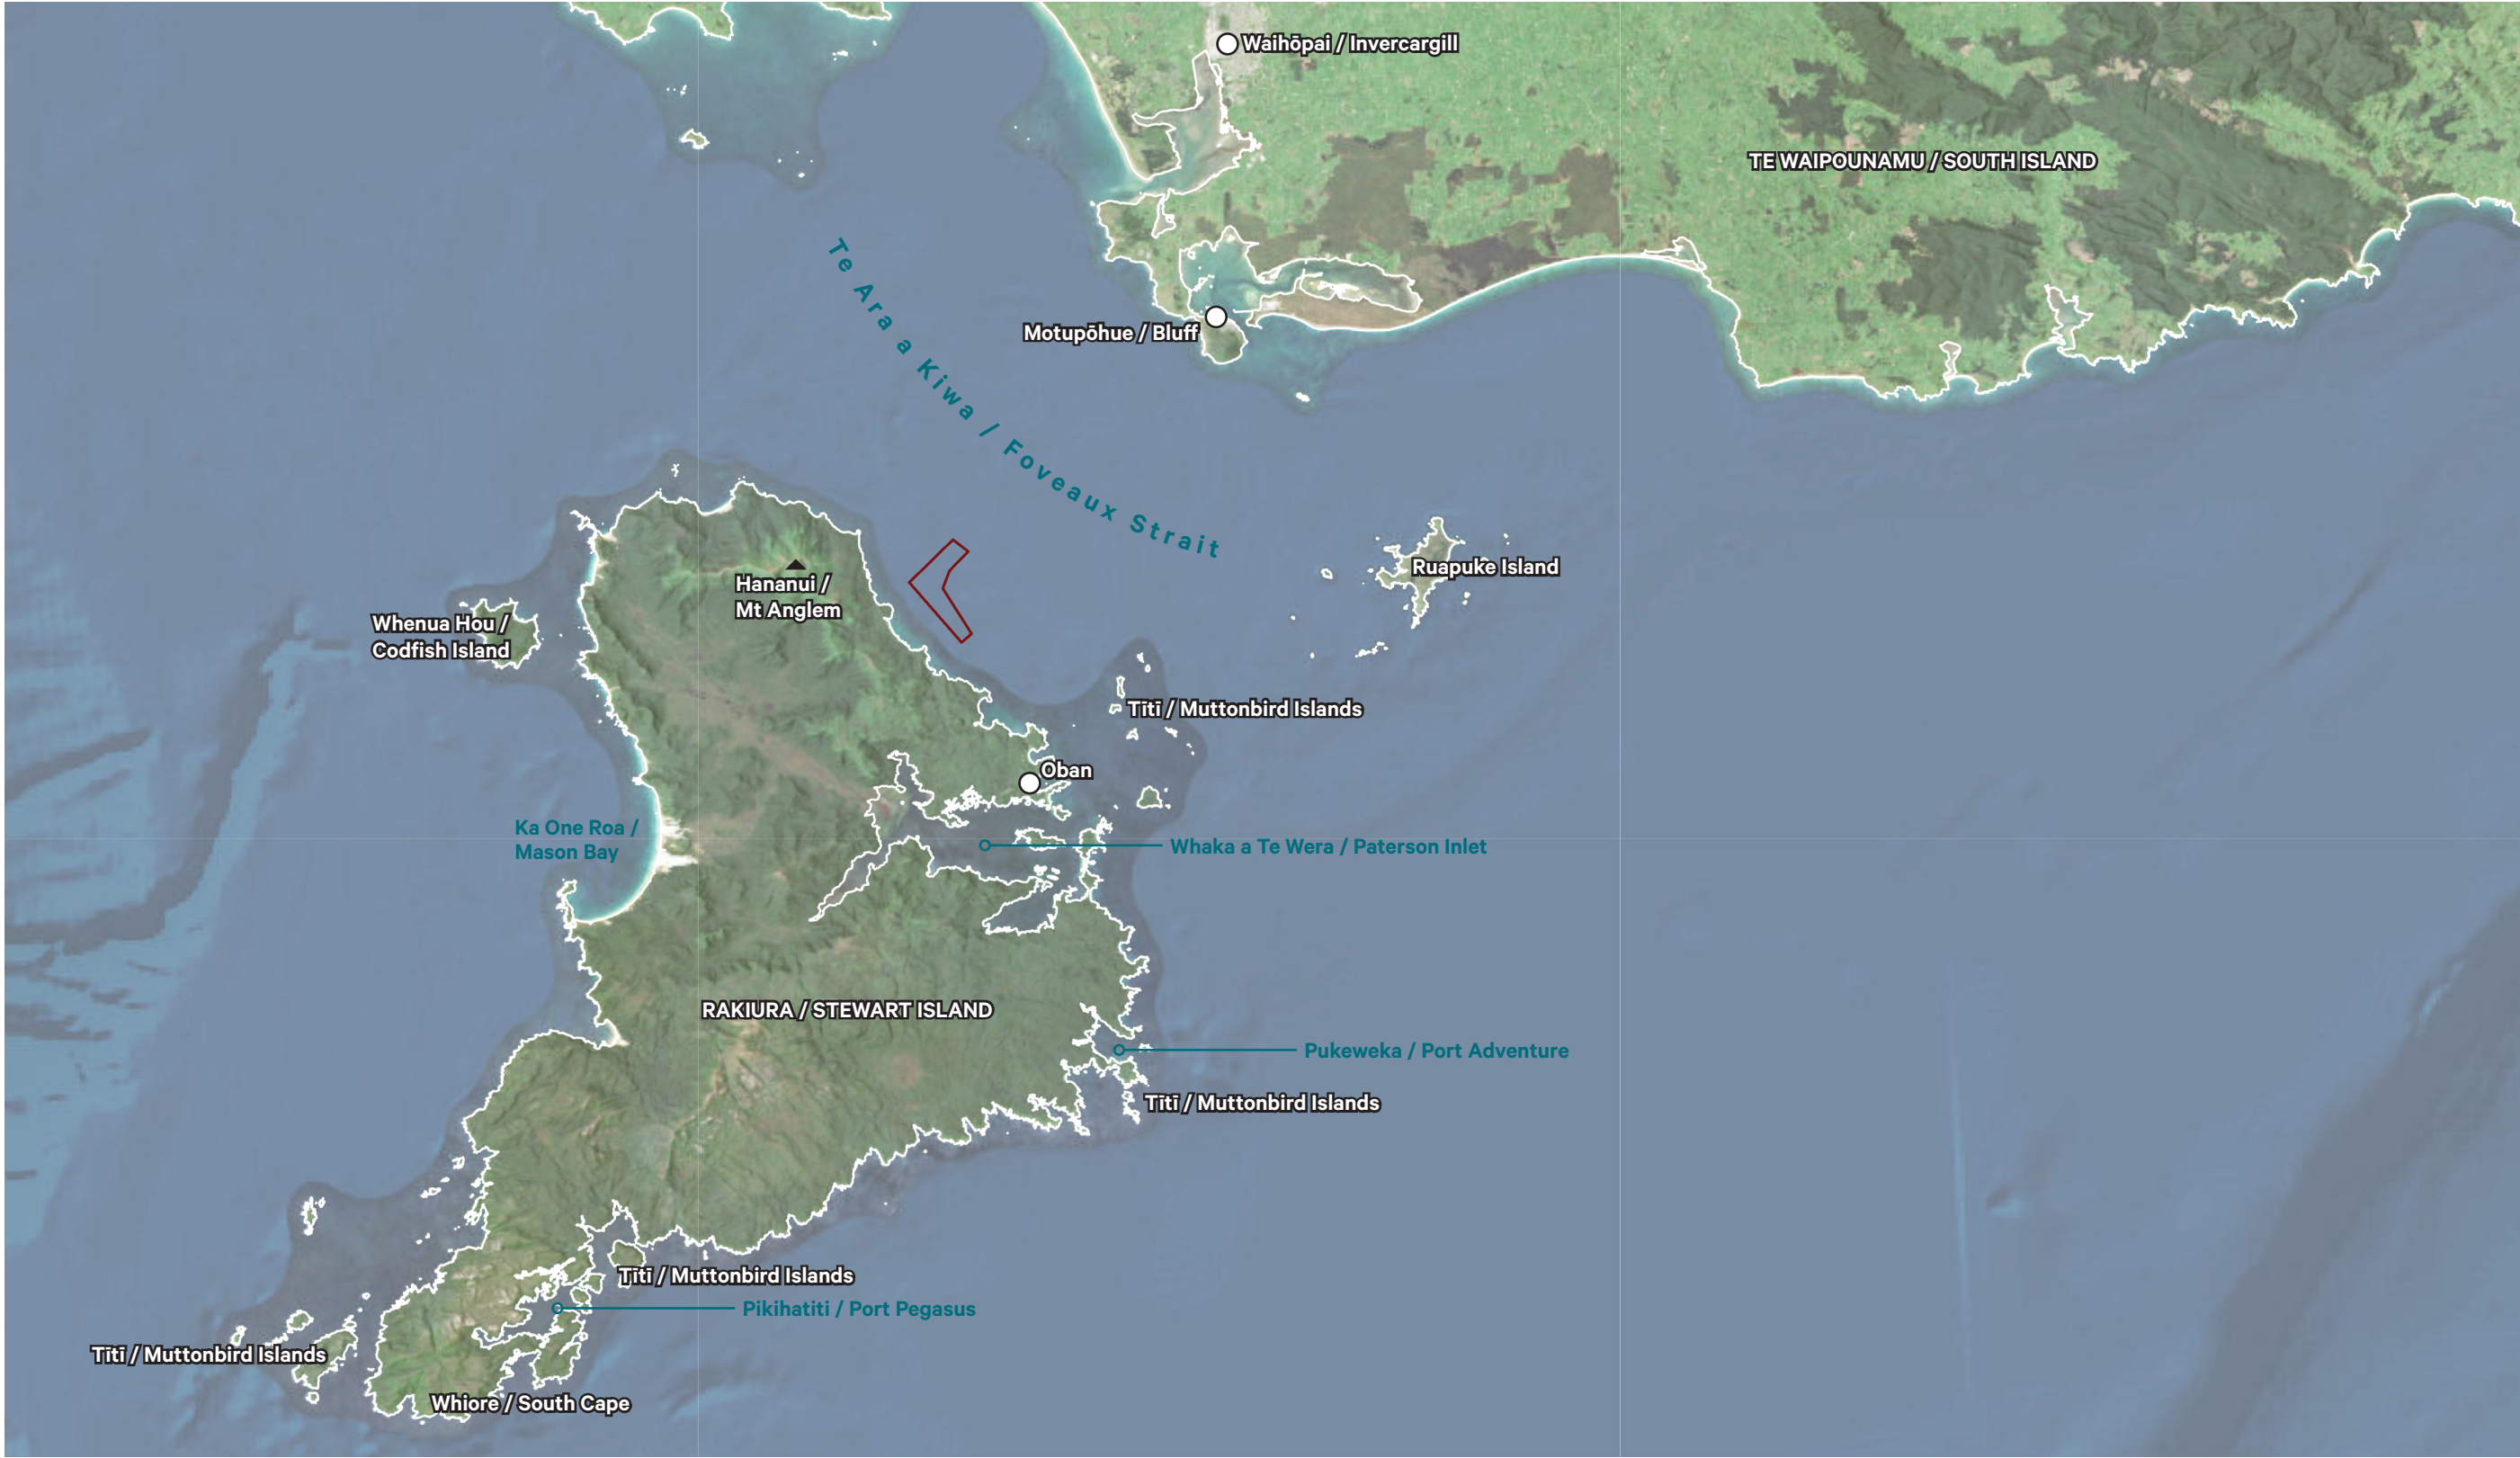 Waihōpai / Invercargill
TE WAIPOUNAMU / SOUTH ISLAND
Te Ara a Kiwa / Foveaux Strait
Motupōhue / Bluff
Ruapuke Island
Hananui /
Mt Anglem
Whenua Hou /
Codfish Island
Tītī / Muttonbird Islands
Oban
Ka One Roa /
Mason Bay
Whaka a Te Wera / Paterson Inlet
RAKIURA / STEWART ISLAND
Pukeweka / Port Adventure
Tītī / Muttonbird Islands
Tītī / Muttonbird Islands
Pikihatiti / Port Pegasus
Tītī / Muttonbird Islands
Whiore / South Cape